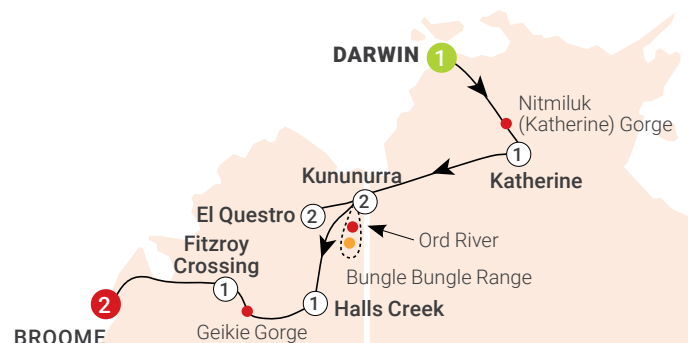 DARWIN
1
Nitmiluk
(Katherine) Gorge
1
Katherine
Kununurra
2
El Questro
2
Ord River
Fitzroy
Crossing
1
Bungle Bungle Range
2
1
Halls Creek
Geikie Gorge
BROOME